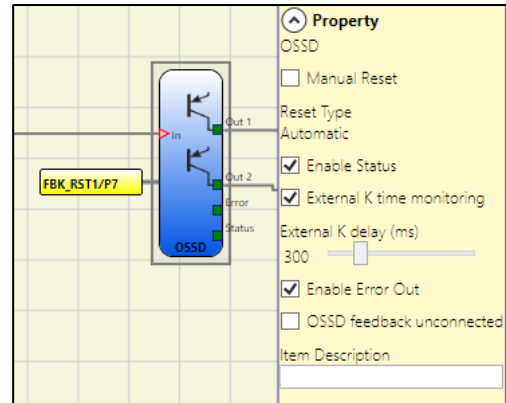 Property
OSSD
Manual Reset
Reset Type
Automatic
Enable Status
External K time monitoring
External K delay (ms)
300
Enable Error Out
OSSD feedback unconnected
Item Description
In
Out 1
Out 2
Error
Status
OSSD
FBK_RST1/P7